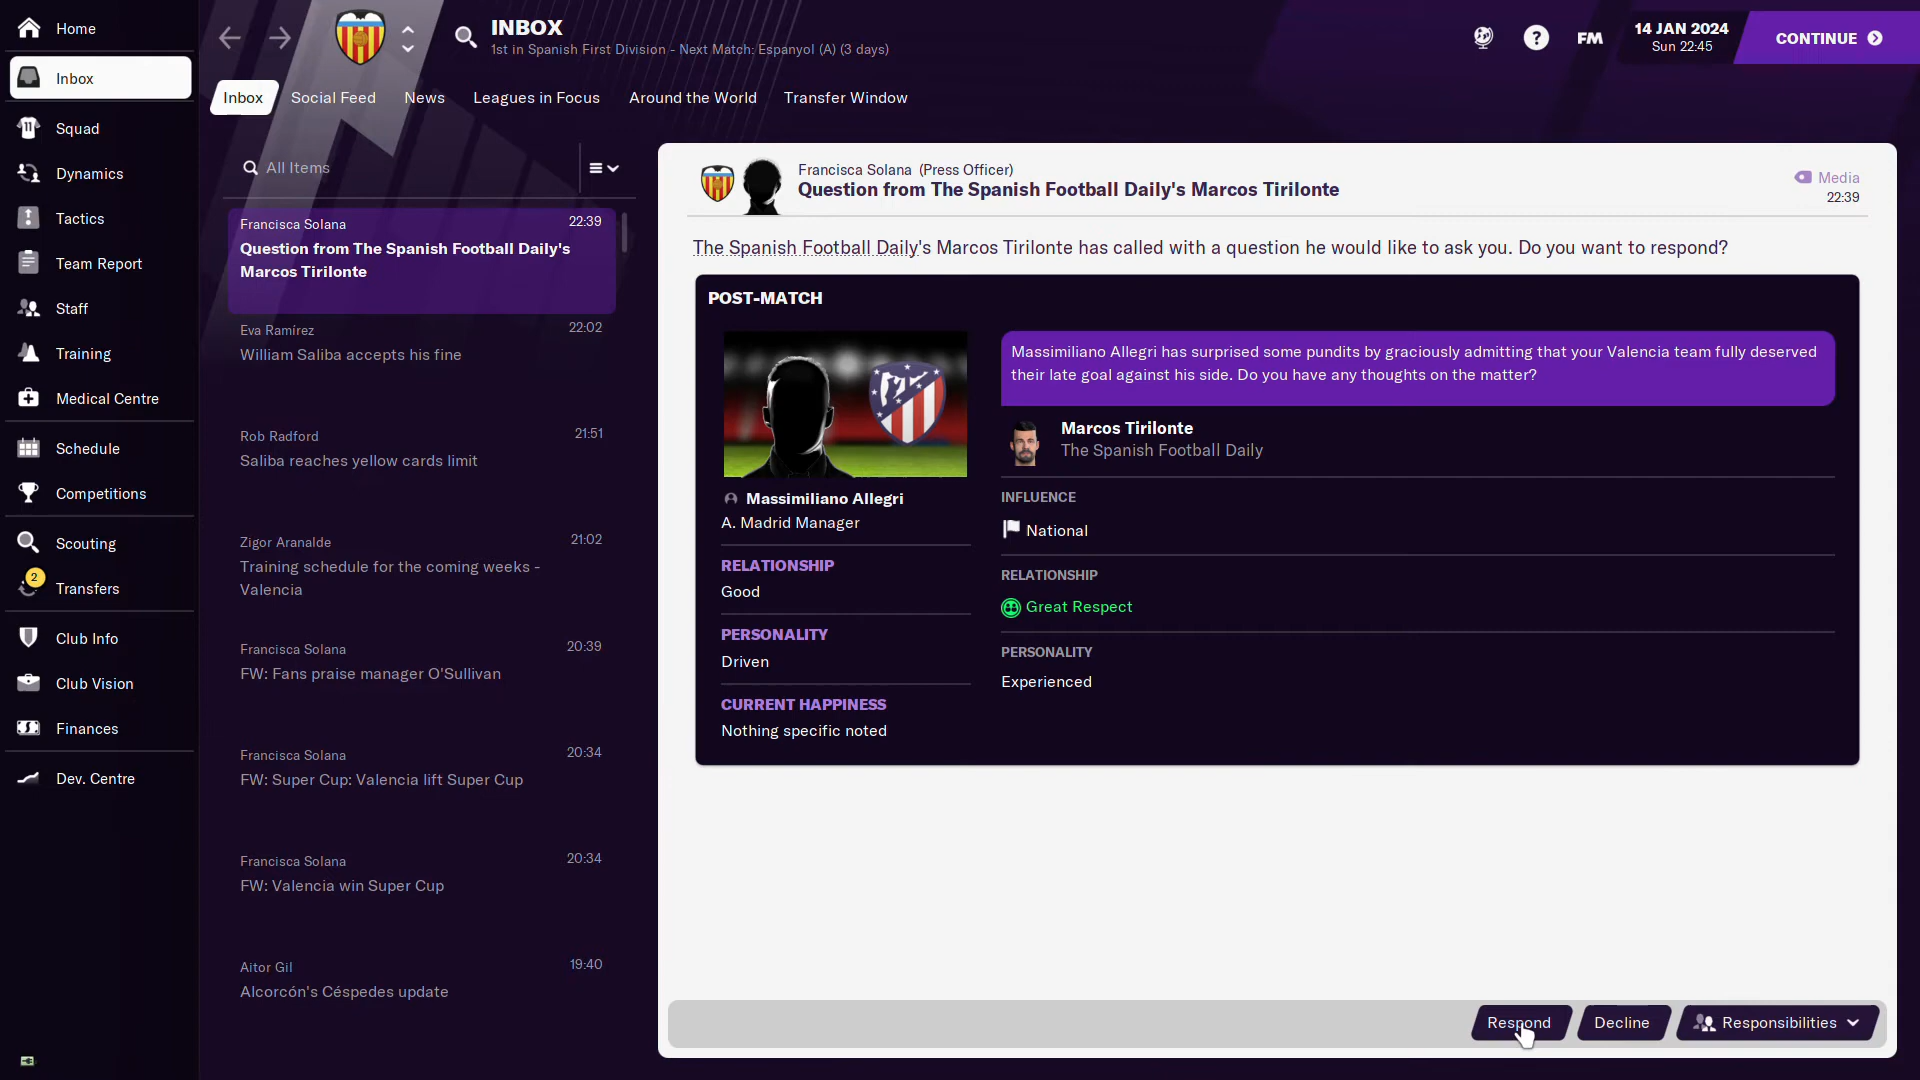 Home
Inbox
Squad
Dynamics
Tactics
Team Report
Staff
Training
Medical Centre
Schedule
Competitions
Scouting
2
Transfers
Club Info
Club Vision
Finances
Dev. Centre
INBOX
1st in Spanish First Division - Next Match: Espanyol (A) (3 days)
FM
14 JAN 2024
Sun 22:45
CONTINUE
Inbox
Social Feed
News
Leagues in Focus
Around the World
Transfer Window
All Items
Francisca Solana 22:39
Question from The Spanish Football Daily's
Marcos Tirilonte
Eva Ramírez 22:02
William Saliba accepts his fine
Rob Radford 21:51
Saliba reaches yellow cards limit
Zigor Aranalde 21:02
Training schedule for the coming weeks -
Valencia
Francisca Solana 20:39
FW: Fans praise manager O'Sullivan
Francisca Solana 20:34
FW: Super Cup: Valencia lift Super Cup
Francisca Solana 20:34
FW: Valencia win Super Cup
Aitor Gil 19:40
Alcorcón's Céspedes update
Francisca Solana (Press Officer)
Question from The Spanish Football Daily's Marcos Tirilonte
Media
22:39
The Spanish Football Daily's Marcos Tirilonte has called with a question he would like to ask you. Do you want to respond?
POST-MATCH
Massimiliano Allegri
A. Madrid Manager
RELATIONSHIP
Good
PERSONALITY
Driven
CURRENT HAPPINESS
Nothing specific noted
Massimiliano Allegri has surprised some pundits by graciously admitting that your Valencia team fully deserved
their late goal against his side. Do you have any thoughts on the matter?
Marcos Tirilonte
The Spanish Football Daily
INFLUENCE
National
RELATIONSHIP
Great Respect
PERSONALITY
Experienced
Respond
Decline
Responsibilities